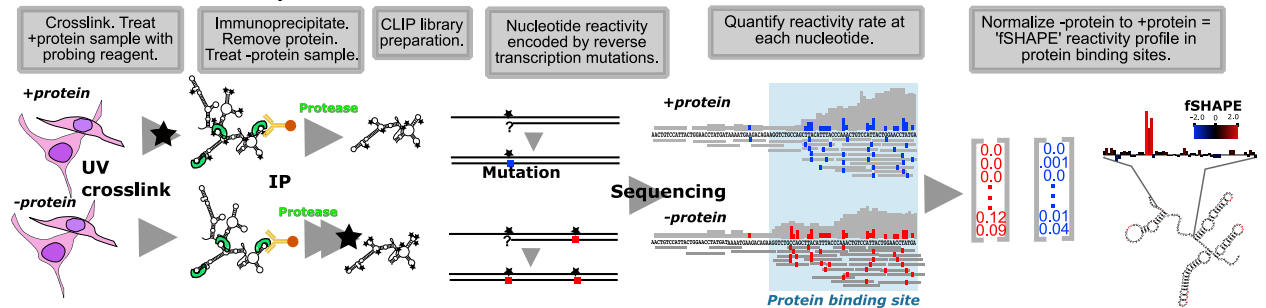 Crosslink. Treat
+protein sample with
probing reagent.
Immunoprecipitate.
Remove protein.
Treat -protein sample.
CLIP library
preparation.
Nucleotide reactivity
encoded by reverse
transcription mutations.
Quantify reactivity rate at
each nucleotide.
Normalize -protein to +protein =
'fSHAPE' reactivity profile in
protein binding sites.
+protein
UV
crosslink
-protein
IP
Protease
Protease
?
Mutation
?
Sequencing
+protein
AACTGTCCATTACTGGAACCTATGATAAAATGAAGACAGAAGGTCTGCCAGCTTACATTTACCCAAACTGTCCATTACTGGAACCTATGA
-protein
AACTGTCCATTACTGGAACCTATGATAAAATGAAGACAGAAGGTCTGCCAGCTTACATTTACCCAAACTGTCCATTACTGGAACCTATGA
Protein binding site
0.0
0.0
0.0
0.12
0.09
0.0
.001
0.0
0.01
0.04
fSHAPE
-2.0 0.0 2.0